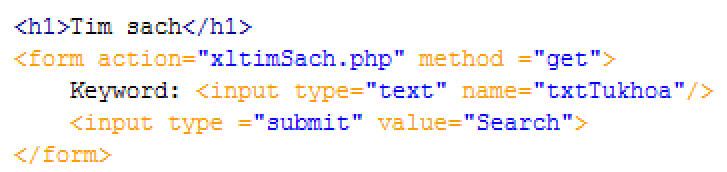 <h1>Tim sach</h1>
<form action="xltimSach.php" method ="get">
Keyword: <input type="text" name="txtTukhoa"/>
<input type ="submit" value="Search">
</form>